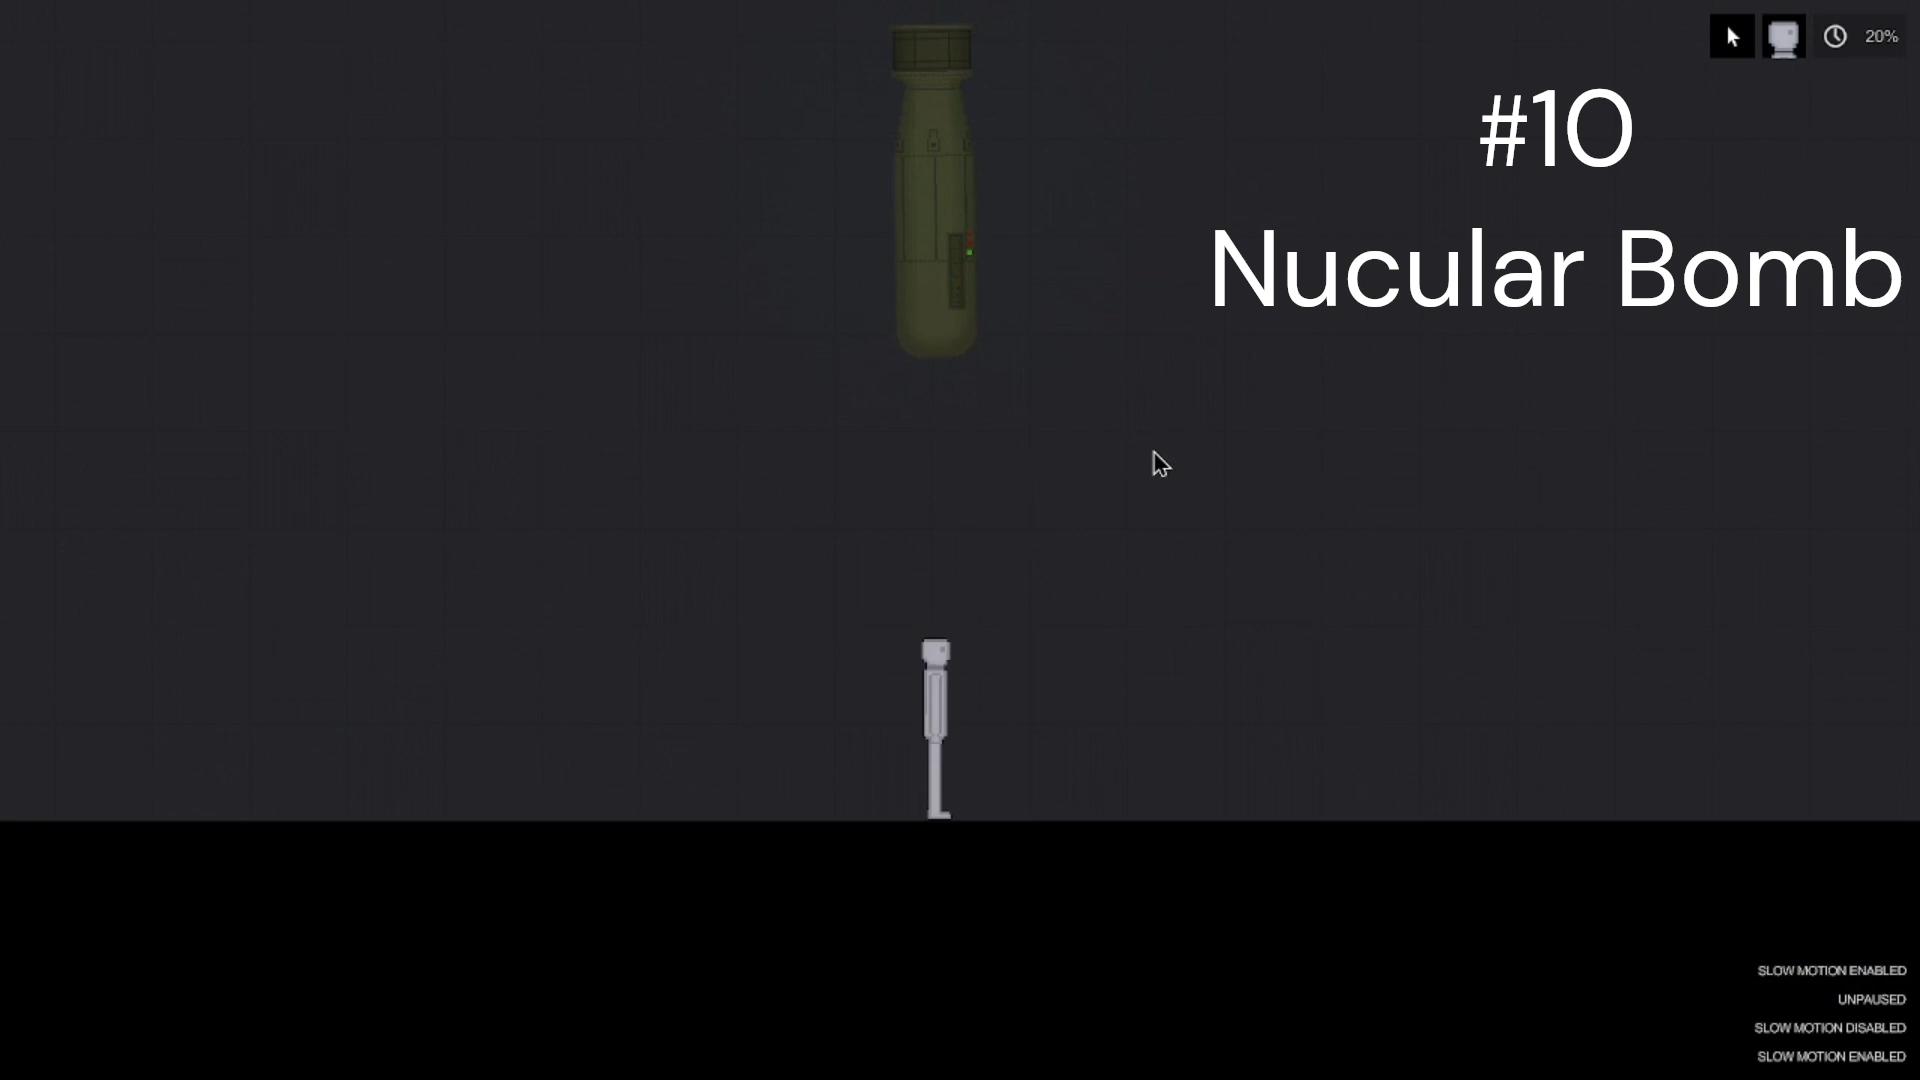 20%
#10
Nucular Bomb
SLOW MOTION ENABLED
UNPAUSED
SLOW MOTION DISABLED
SLOW MOTION ENABLED